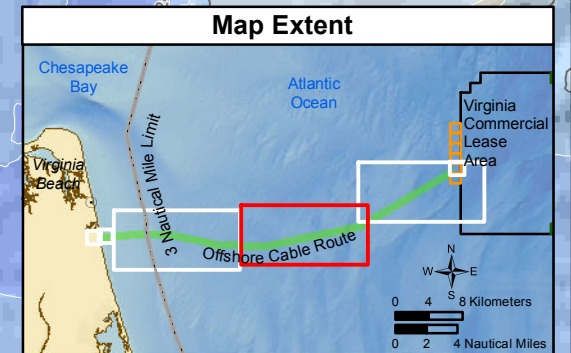 Map Extent
Chesapeake
Bay
Atlantic
Ocean
Virginia
Commercial
Lease
Area
Virginia
Beach
3 Nautical Mile Limit
Offshore Cable Route
N
W E
S
0 4 8 Kilometers
0 2 4 Nautical Miles